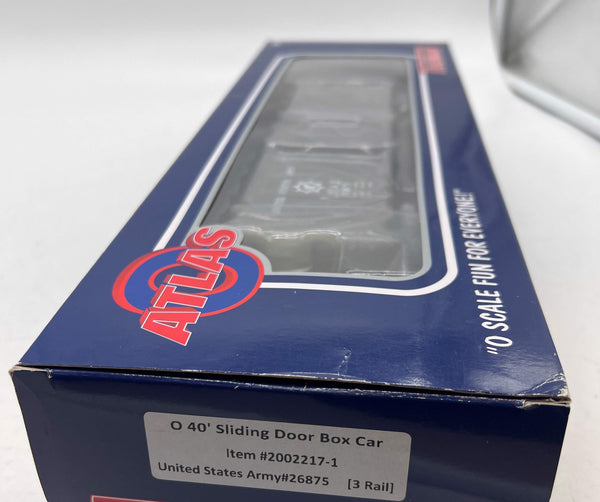 ATLAS
O
"O SCALE FUN FOR EVERYONE!"
O 40' Sliding Door Box Car
Item #2002217-1
United States Army#26875 [3 Rail]